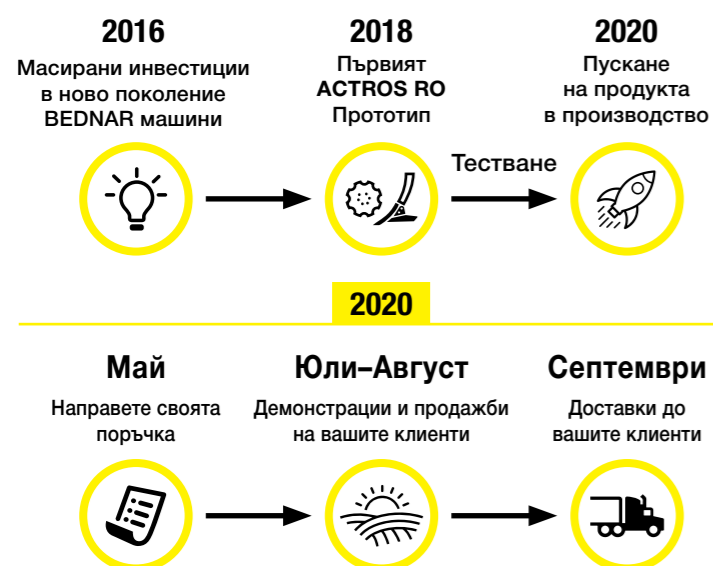 2016
Масирани инвестиции
в ново поколение
BEDNAR машини
2018
Първият
ACTROS RO
Прототип
Тестване
2020
Пускане
на продукта
в производство
2020
Май
Направете своята
поръчка
Юли–Август
Демонстрации и продажби
на вашите клиенти
Септември
Доставки до
вашите клиенти